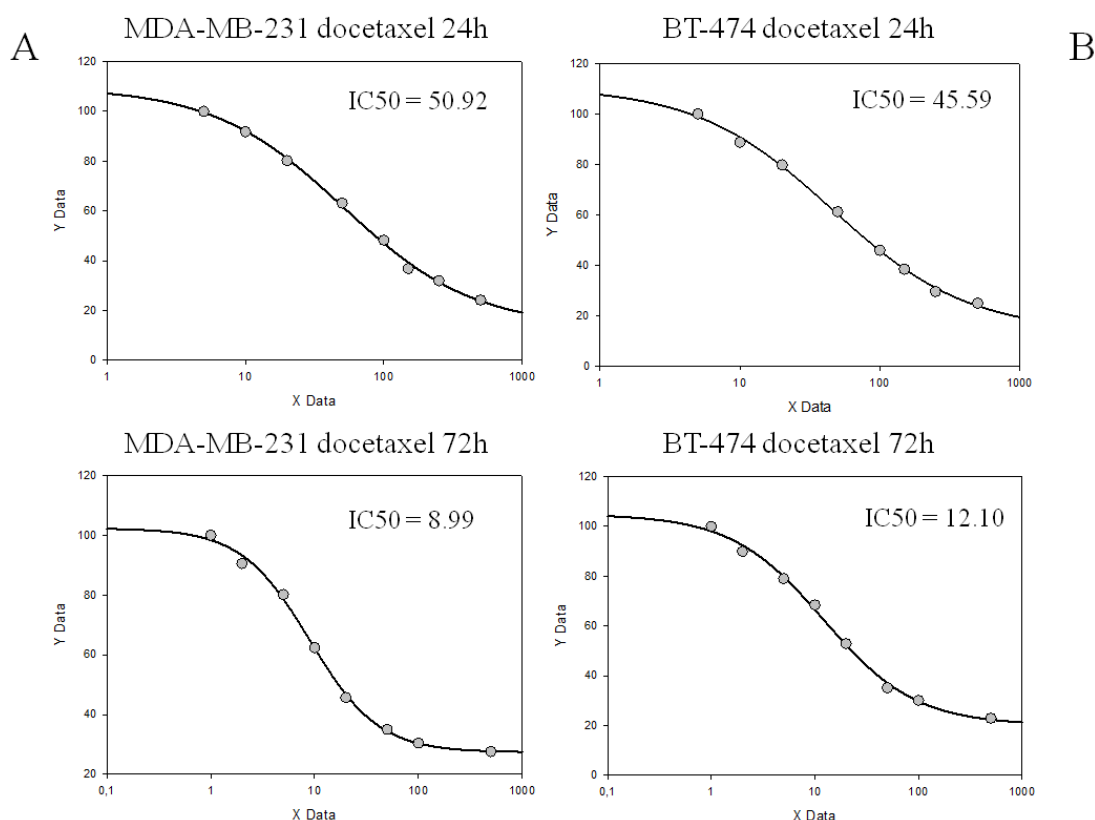 A
MDA-MB-231 docetaxel 24h
BT-474 docetaxel 24h
B
IC50 = 50.92
120
100
80
60
40
20
0
Y Data
1
10
100
1000
X Data
IC50 = 45.59
120
100
80
60
40
20
0
Y Data
1
10
100
1000
X Data
MDA-MB-231 docetaxel 72h
BT-474 docetaxel 72h
IC50 = 8.99
120
100
80
60
40
20
Y Data
0,1
1
10
100
1000
X Data
IC50 = 12.10
120
100
80
60
40
20
0
Y Data
0,1
1
10
100
1000
X Data